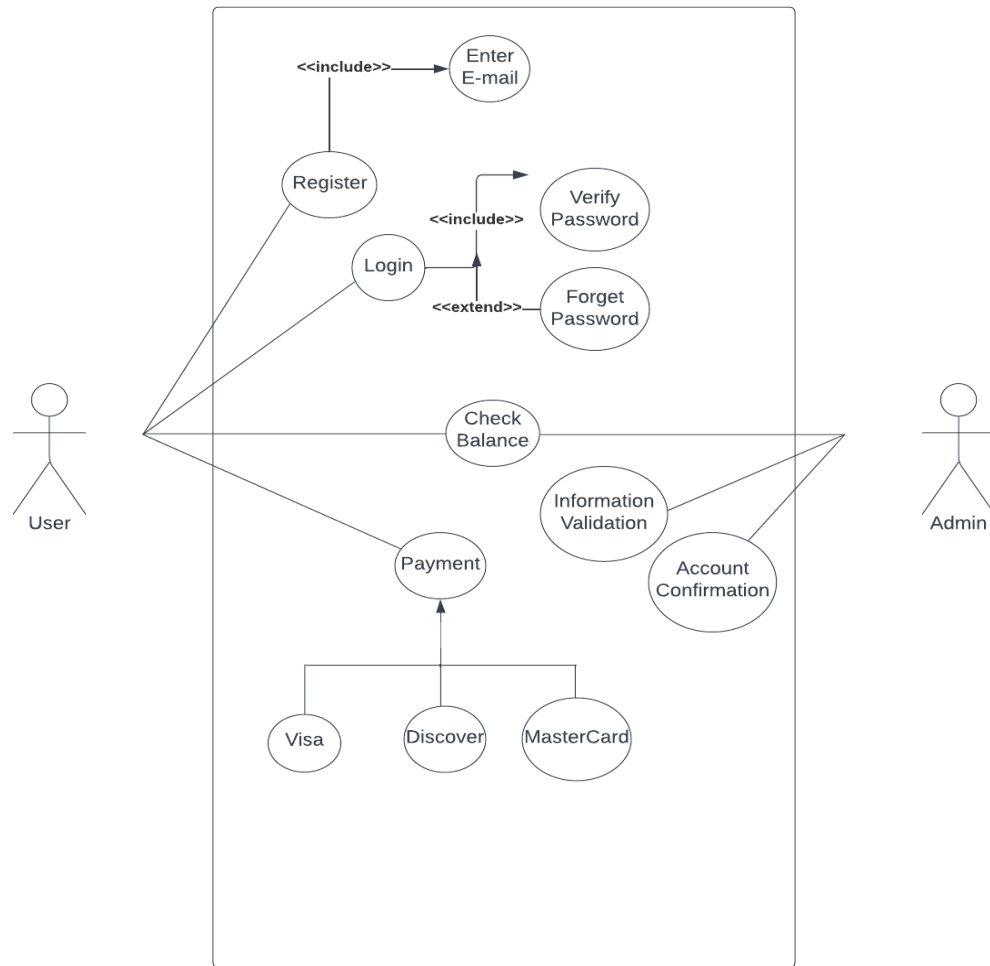 Enter
E-mail
<<include>>
Register
Verify
Password
<<include>>
Login
Forget
Password
<<extend>>
Check
Balance
Information
Validation
User
Admin
Payment
Account
Confirmation
Visa
Discover
MasterCard